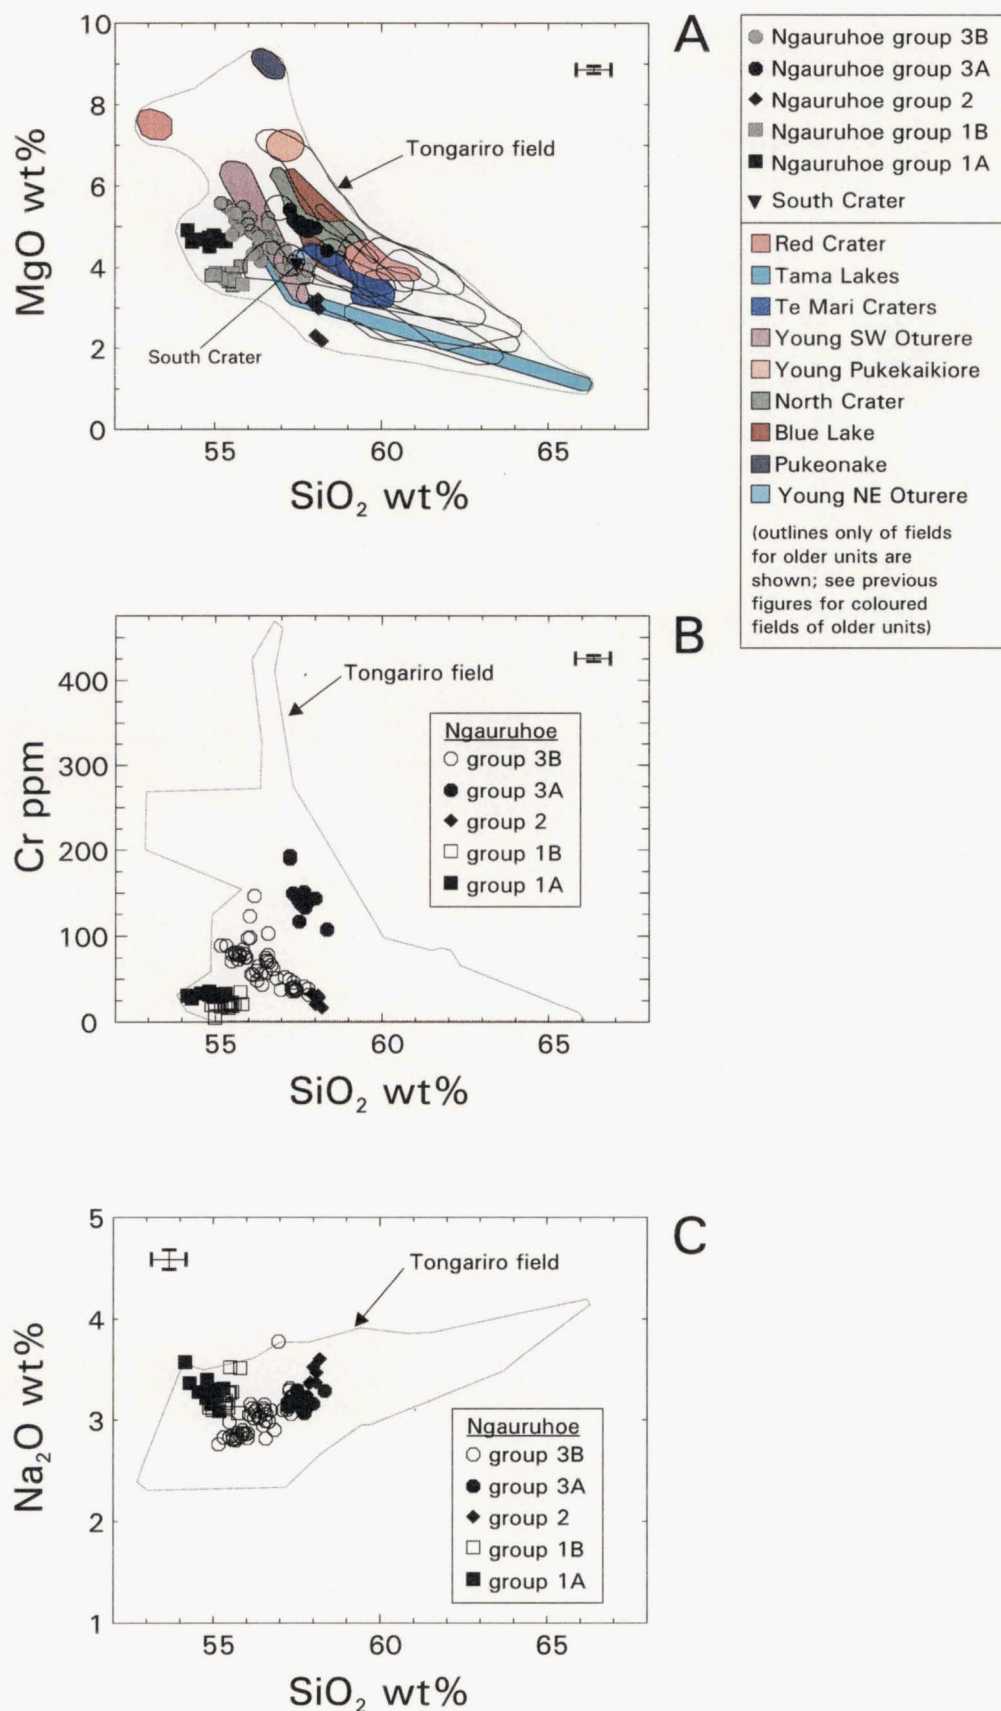 A
10
8
6
4
2
0
MgO wt%
Tongariro field
South Crater
55
60
65
SiO₂ wt%
Ngauruhoe group 3B
Ngauruhoe group 3A
Ngauruhoe group 2
Ngauruhoe group 1B
Ngauruhoe group 1A
South Crater
Red Crater
Tama Lakes
Te Mari Craters
Young SW Oturere
Young Pukekaikiore
North Crater
Blue Lake
Pukeonake
Young NE Oturere
(outlines only of fields
for older units are
shown; see previous
figures for coloured
fields of older units)
B
400
300
200
100
0
Cr ppm
Tongariro field
Ngauruhoe
group 3B
group 3A
group 2
group 1B
group 1A
55
60
65
SiO₂ wt%
C
5
4
3
2
1
Na₂O wt%
Tongariro field
Ngauruhoe
group 3B
group 3A
group 2
group 1B
group 1A
55
60
65
SiO₂ wt%